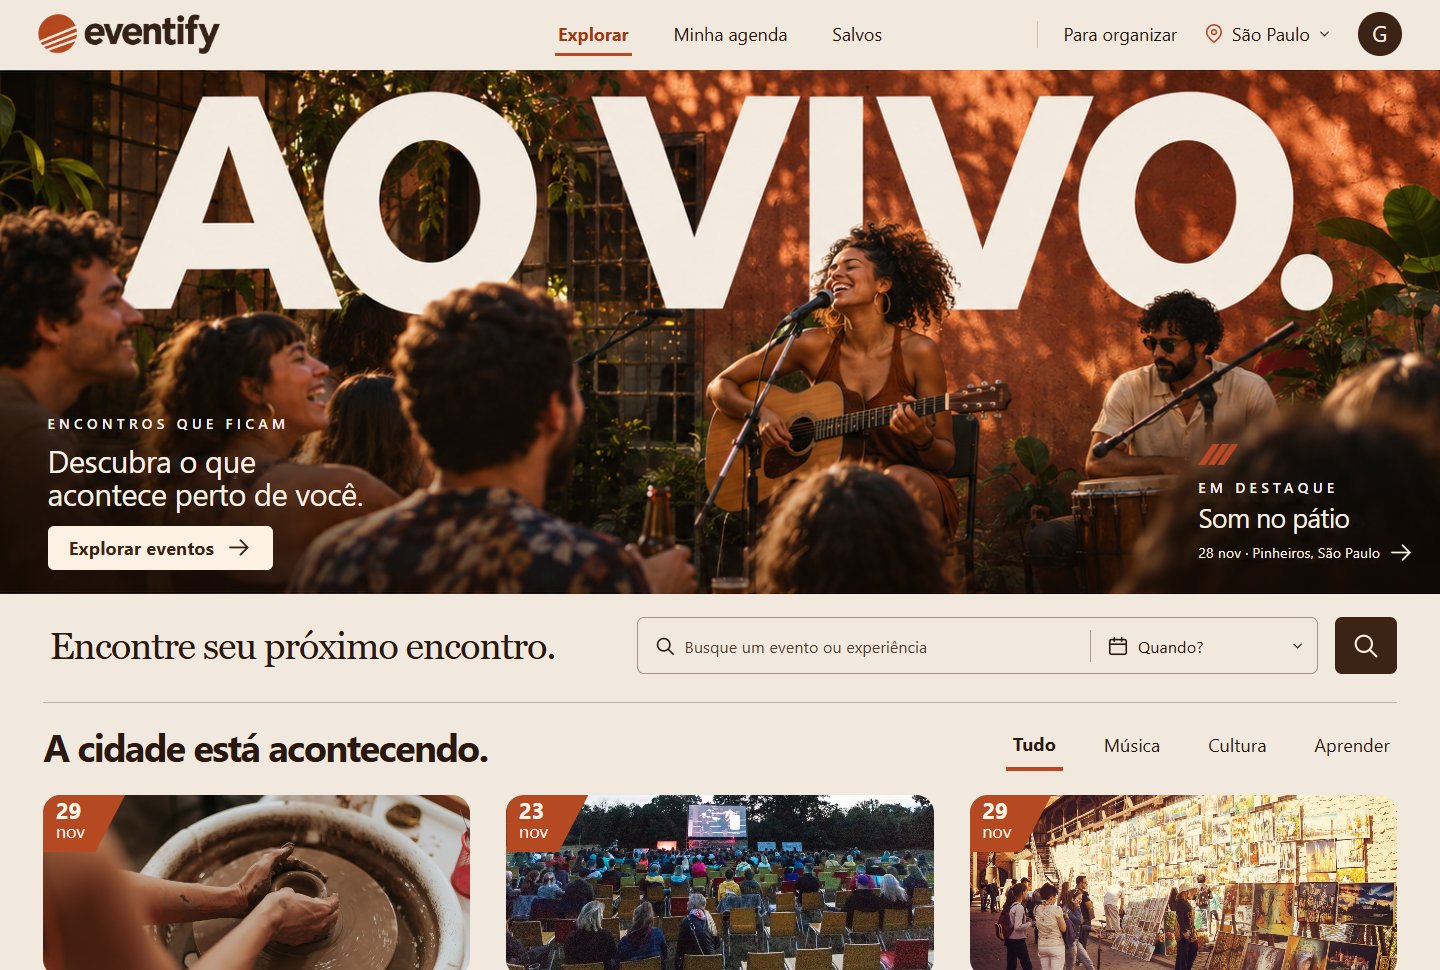 eventify
Explorar
Minha agenda
Salvos
Para organizar
São Paulo
G
AO VIVO.
ENCONTROS QUE FICAM
Descubra o que
acontece perto de você.
Explorar eventos
EM DESTAQUE
Som no pátio
28 nov · Pinheiros, São Paulo
Encontre seu próximo encontro.
Busque um evento ou experiência
Quando?
A cidade está acontecendo.
Tudo
Música
Cultura
Aprender
29
nov
23
nov
29
nov